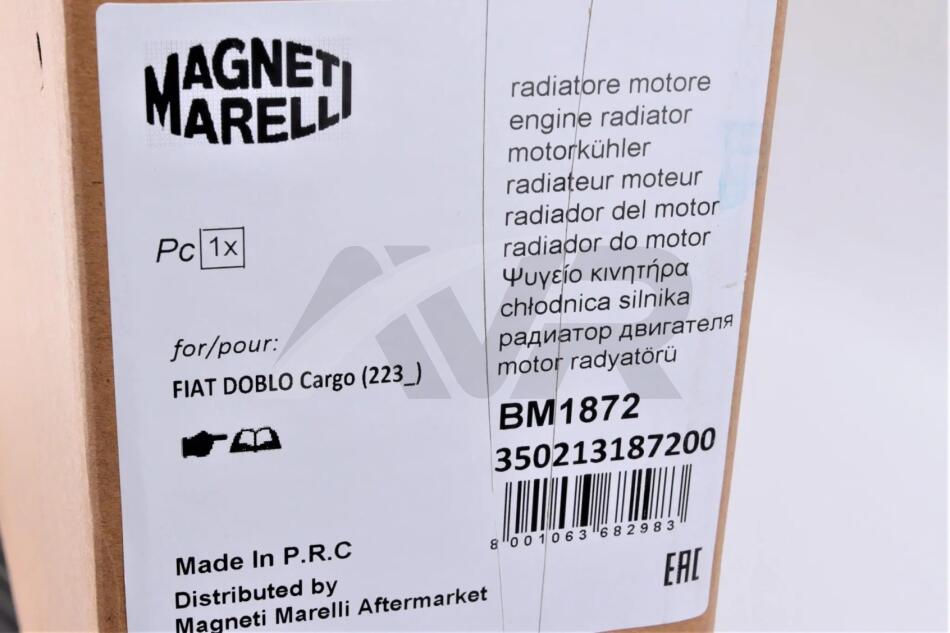 MAGNETI
MARELLI
Pc 1x
for/pour:
FIAT DOBLO Cargo (223_)
Made In P.R.C
Distributed by
Magneti Marelli Aftermarket
radiatore motore
engine radiator
motorkühler
radiateur moteur
radiador del motor
radiador do motor
Ψυγείο κινητήρα
chłodnica silnika
радиатор двигателя
motor radyatörü
BM1872
350213187200
8 001063 682983
EAC
AVR